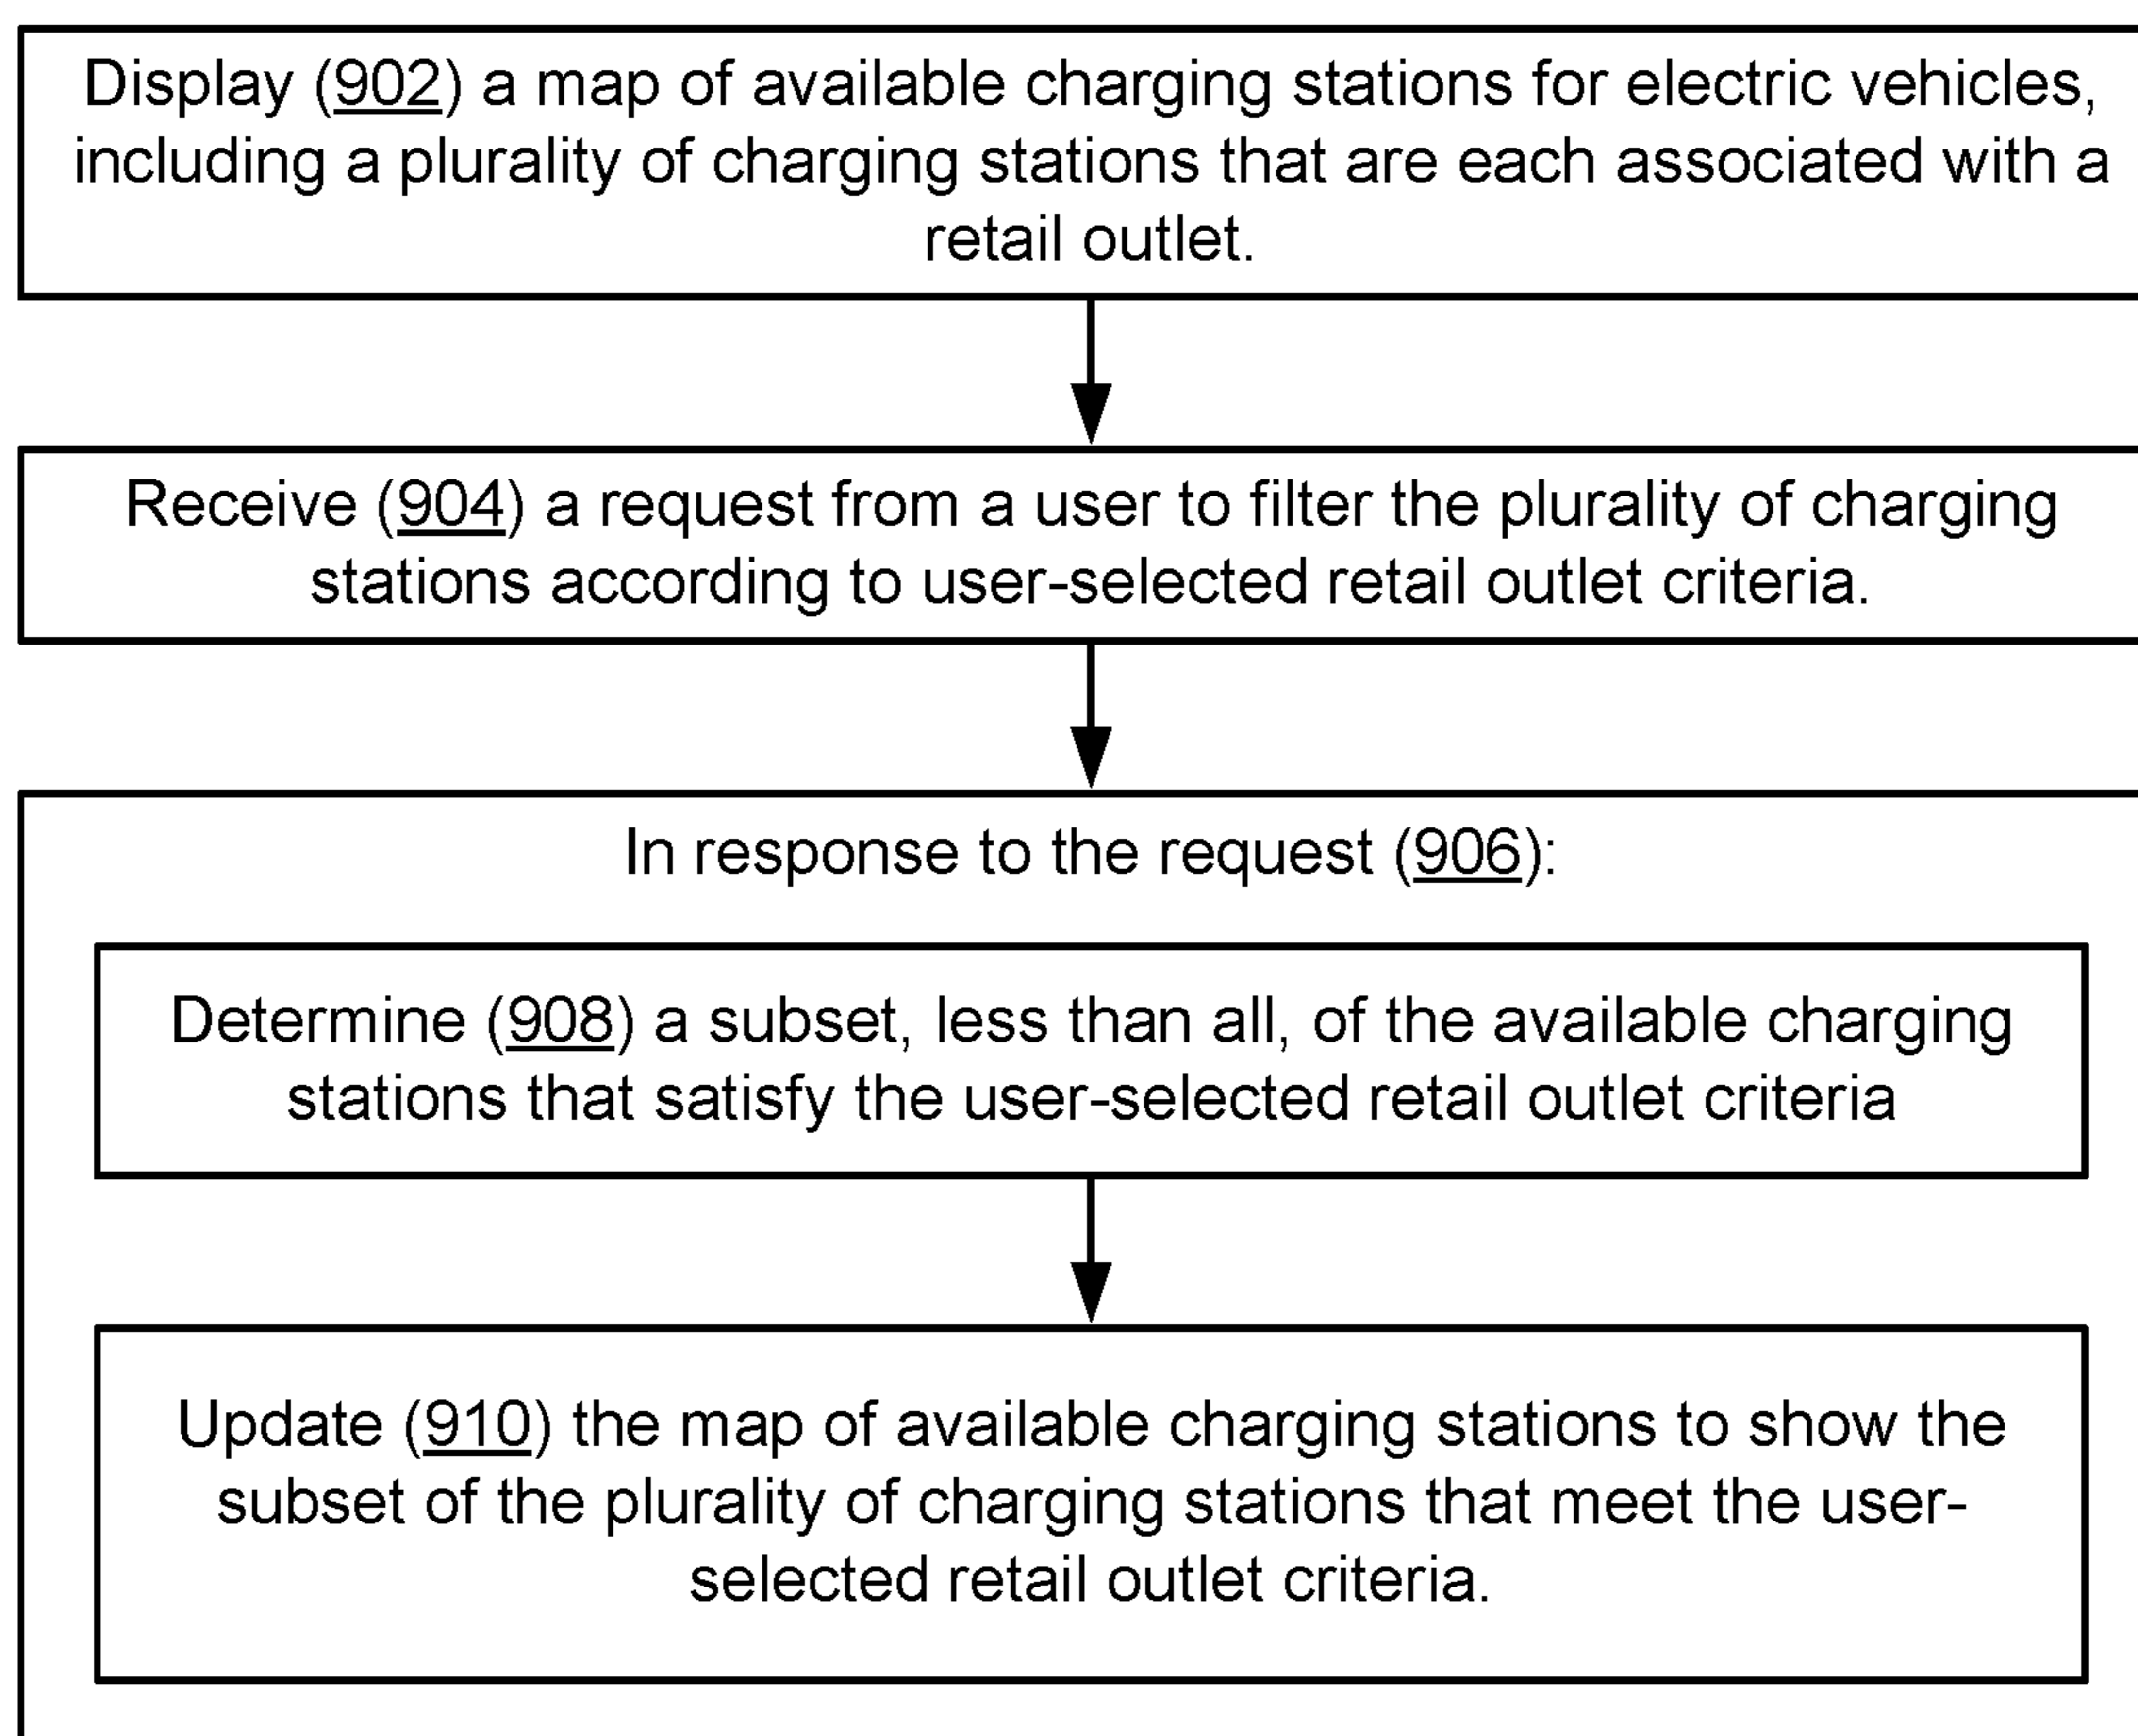 Display (902) a map of available charging stations for electric vehicles,
including a plurality of charging stations that are each associated with a
retail outlet.
Receive (904) a request from a user to filter the plurality of charging
stations according to user-selected retail outlet criteria.
In response to the request (906):
Determine (908) a subset, less than all, of the available charging
stations that satisfy the user-selected retail outlet criteria
Update (910) the map of available charging stations to show the
subset of the plurality of charging stations that meet the user-
selected retail outlet criteria.